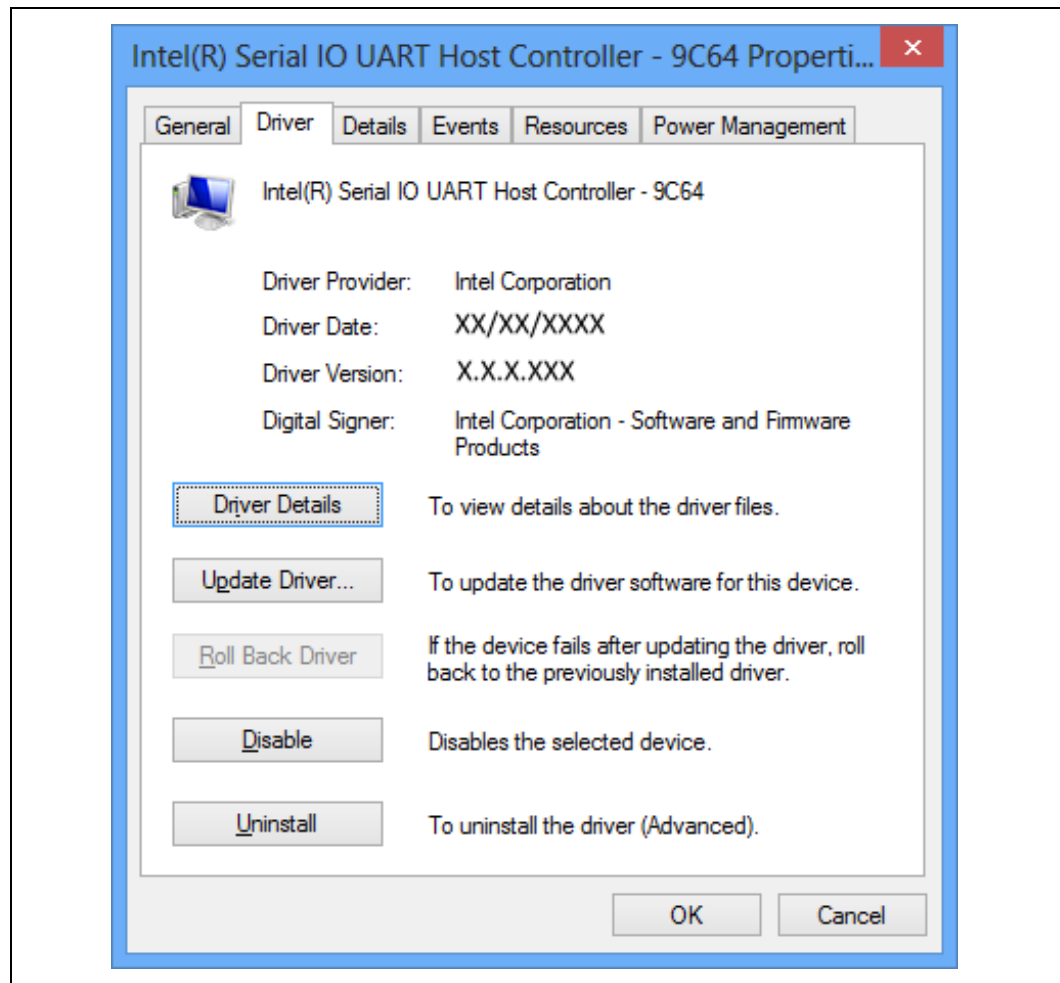 Intel(R) Serial IO UART Host Controller - 9C64 Properti...
General Driver Details Events Resources Power Management
Intel(R) Serial IO UART Host Controller - 9C64
Driver Provider: Intel Corporation
Driver Date: XX/XX/XXXX
Driver Version: X.X.X.XXX
Digital Signer: Intel Corporation - Software and Firmware
Products
Driver Details To view details about the driver files.
Update Driver... To update the driver software for this device.
Roll Back Driver If the device fails after updating the driver, roll
back to the previously installed driver.
Disable Disables the selected device.
Uninstall To uninstall the driver (Advanced).
OK Cancel